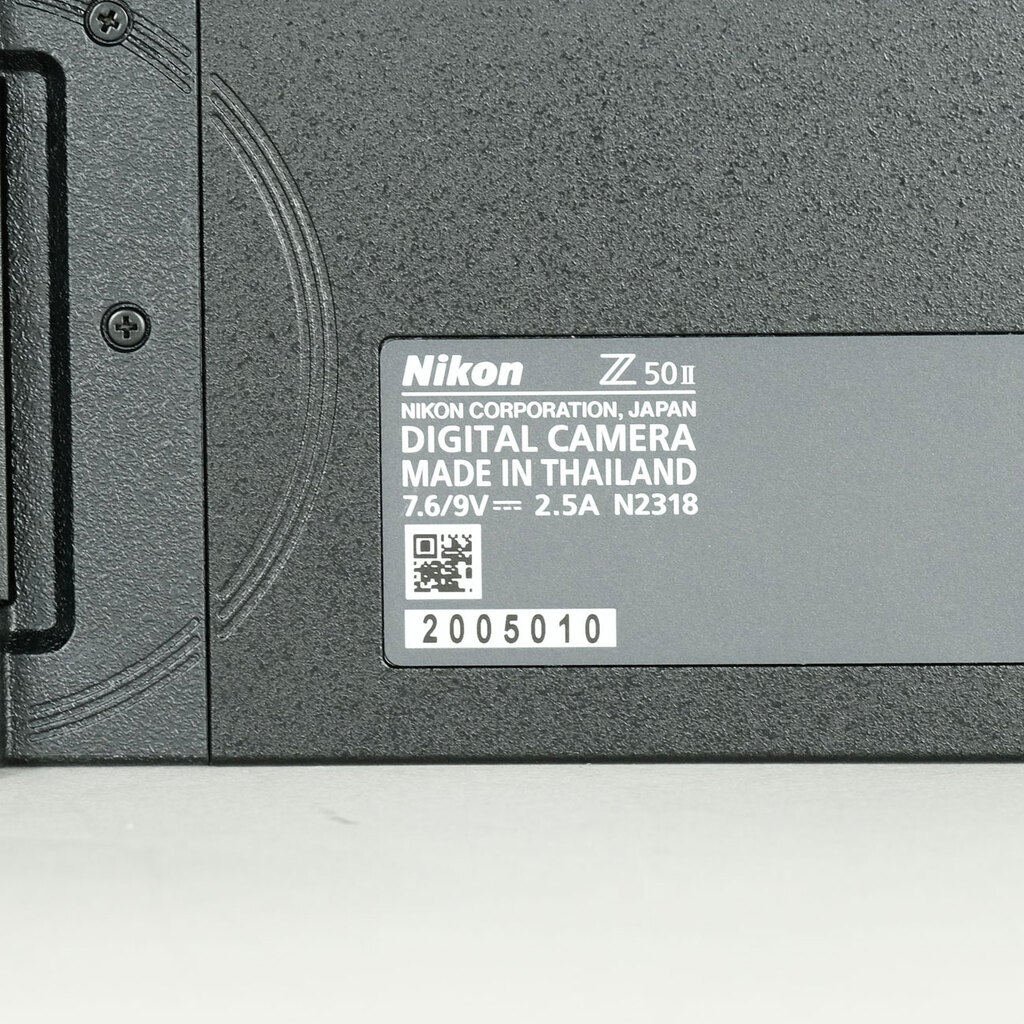 Nikon Z 50II
NIKON CORPORATION, JAPAN
DIGITAL CAMERA
MADE IN THAILAND
7.6/9V⎓ 2.5A N2318
2005010